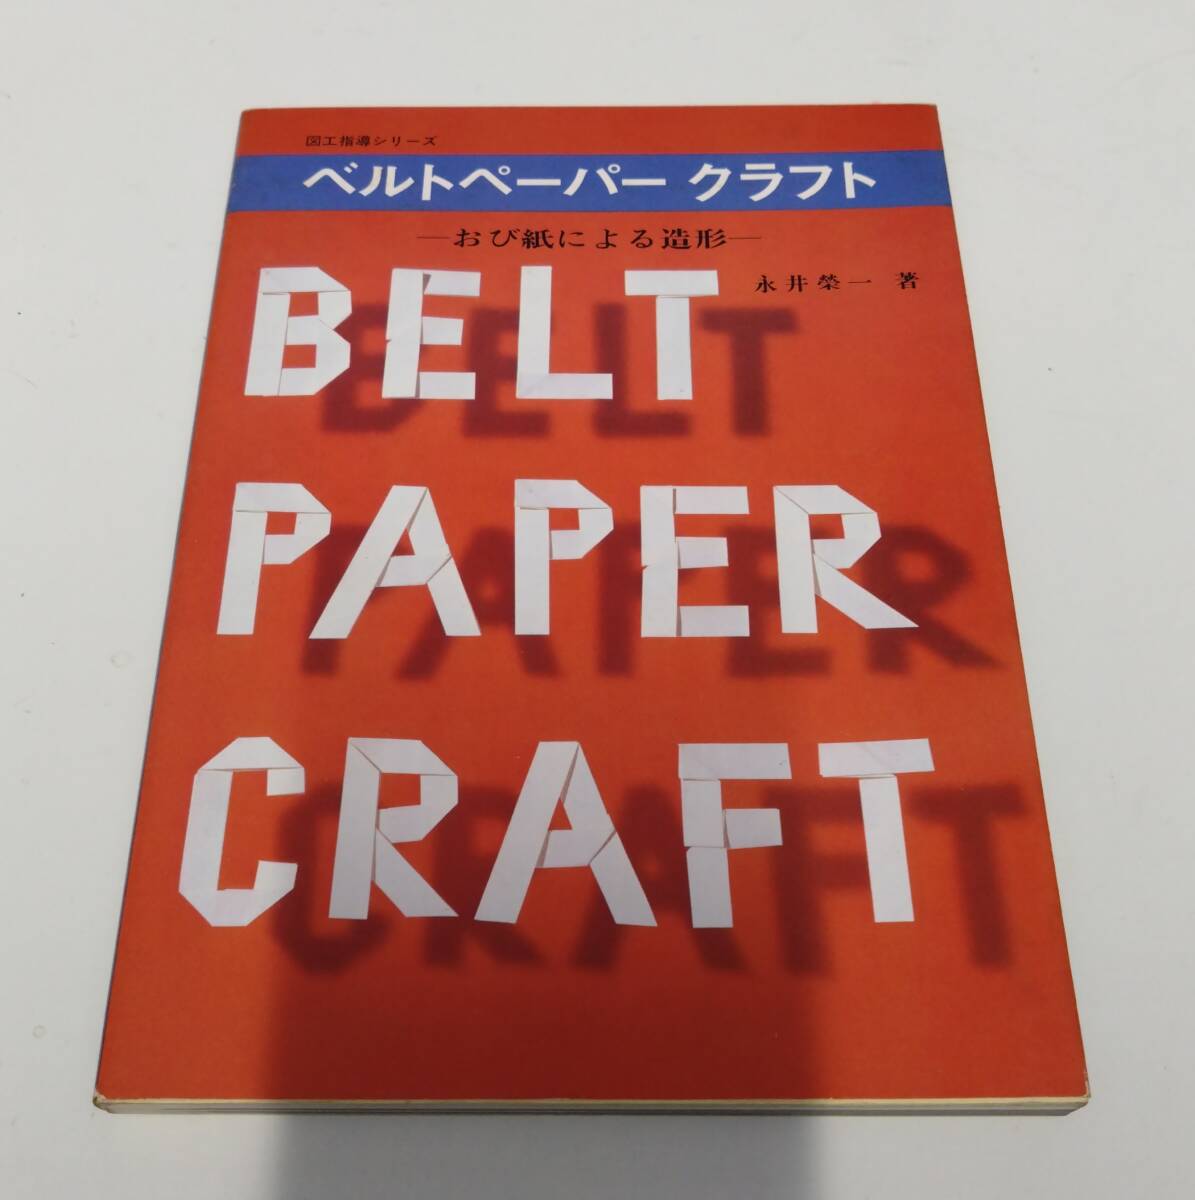 図工指導シリーズ
ベルトペーパー クラフト
―おび紙による造形―
永井榮一 著
BELT
PAPER
CRAFT